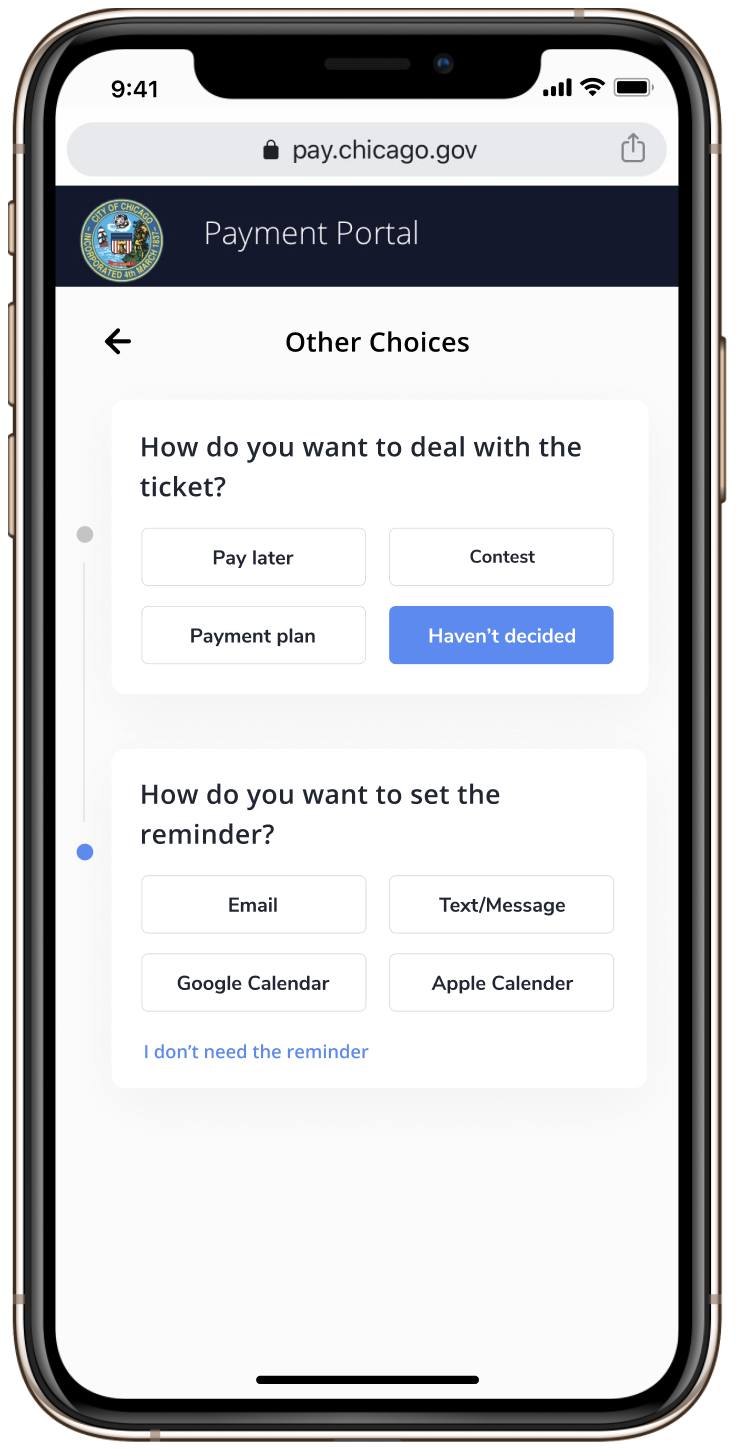 9:41
pay.chicago.gov
CITY OF CHICAGO
INCORPORATED 4th MARCH 1837
Payment Portal
Other Choices
How do you want to deal with the
ticket?
Pay later
Contest
Payment plan
Haven’t decided
How do you want to set the
reminder?
Email
Text/Message
Google Calendar
Apple Calender
I don’t need the reminder